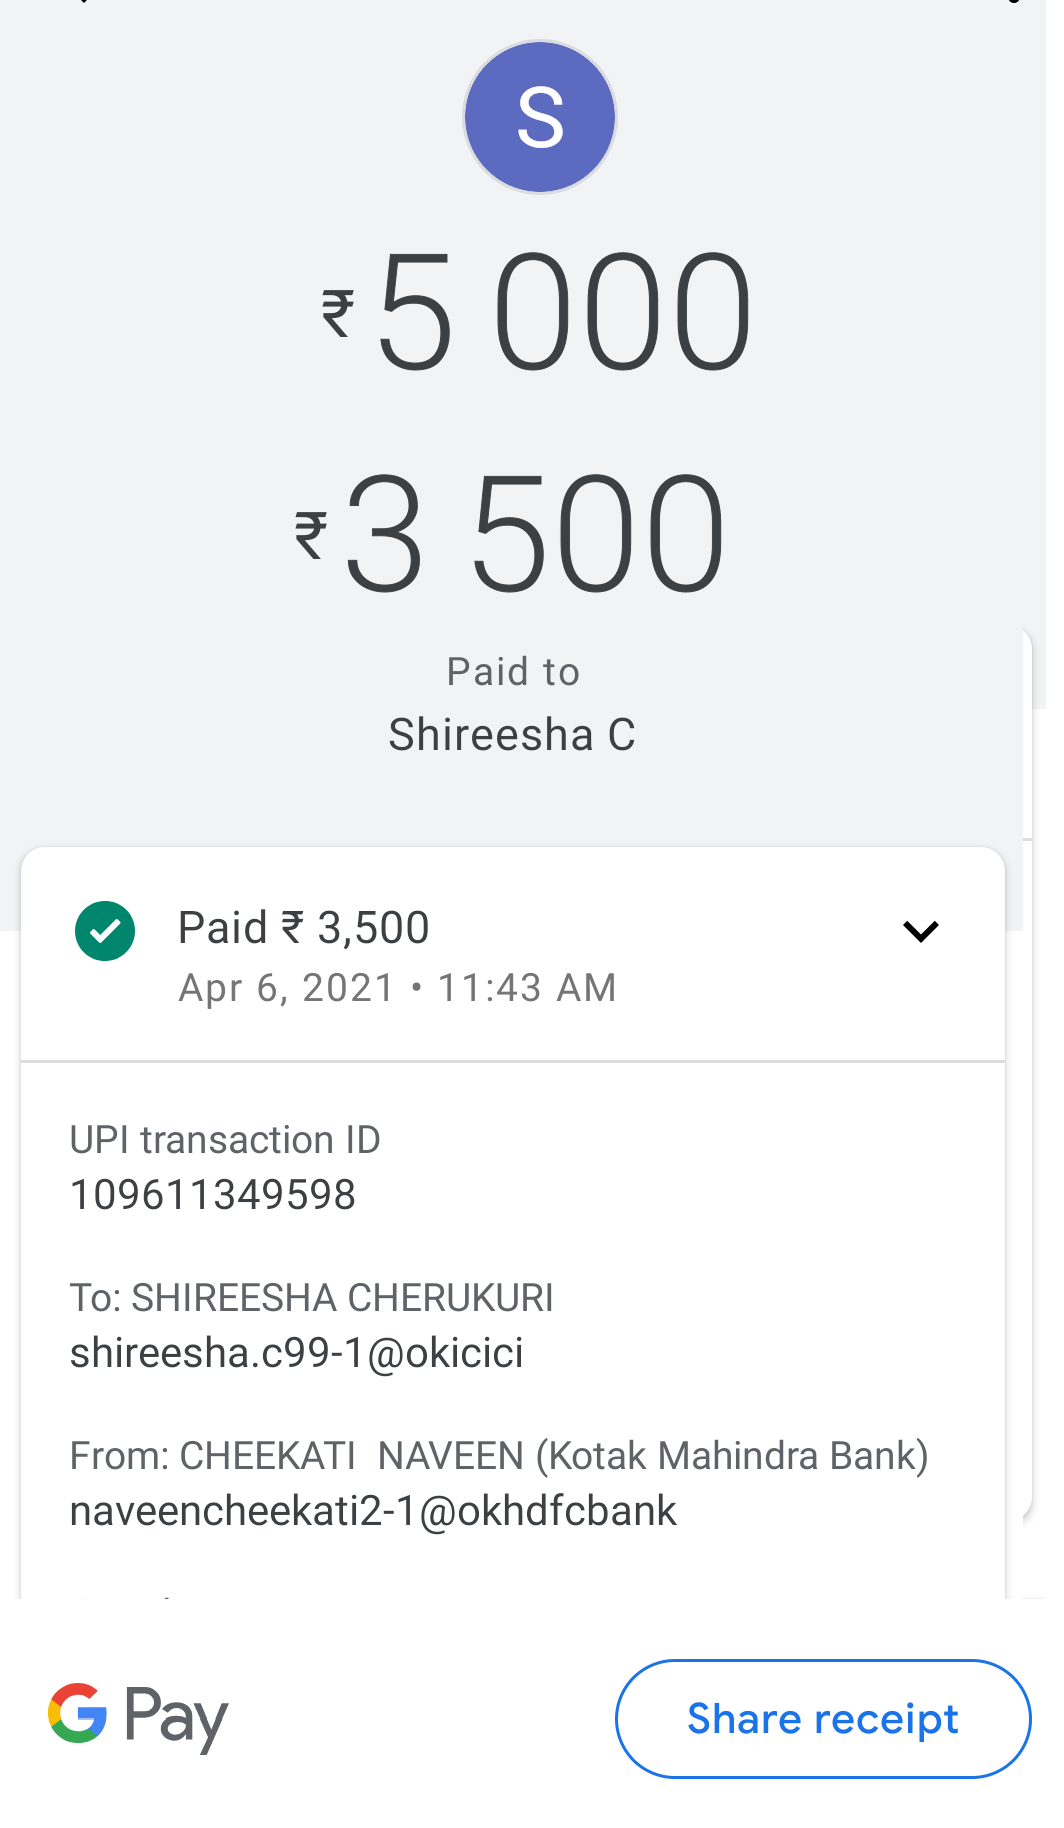 S
₹5 000
₹3 500
Paid to
Shireesha C
Paid ₹ 3,500
Apr 6, 2021 • 11:43 AM
UPI transaction ID
109611349598
To: SHIREESHA CHERUKURI
shireesha.c99-1@okicici
From: CHEEKATI  NAVEEN (Kotak Mahindra Bank)
naveencheekati2-1@okhdfcbank
G Pay
Share receipt